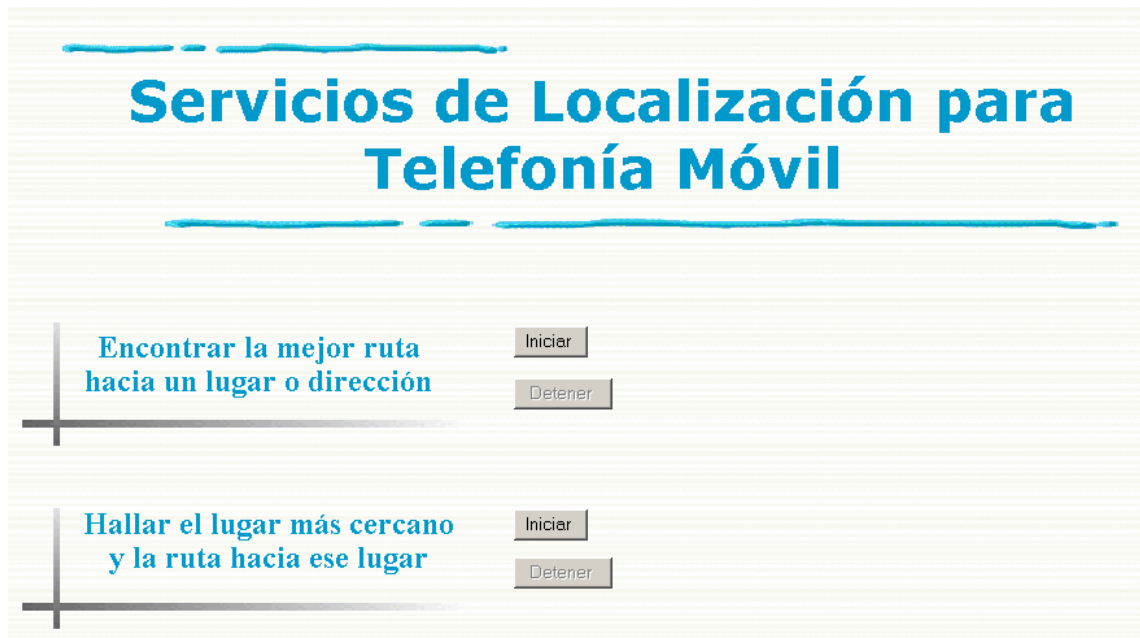 Servicios de Localización para
Telefonía Móvil
Encontrar la mejor ruta
hacia un lugar o dirección
Iniciar
Detener
Hallar el lugar más cercano
y la ruta hacia ese lugar
Iniciar
Detener